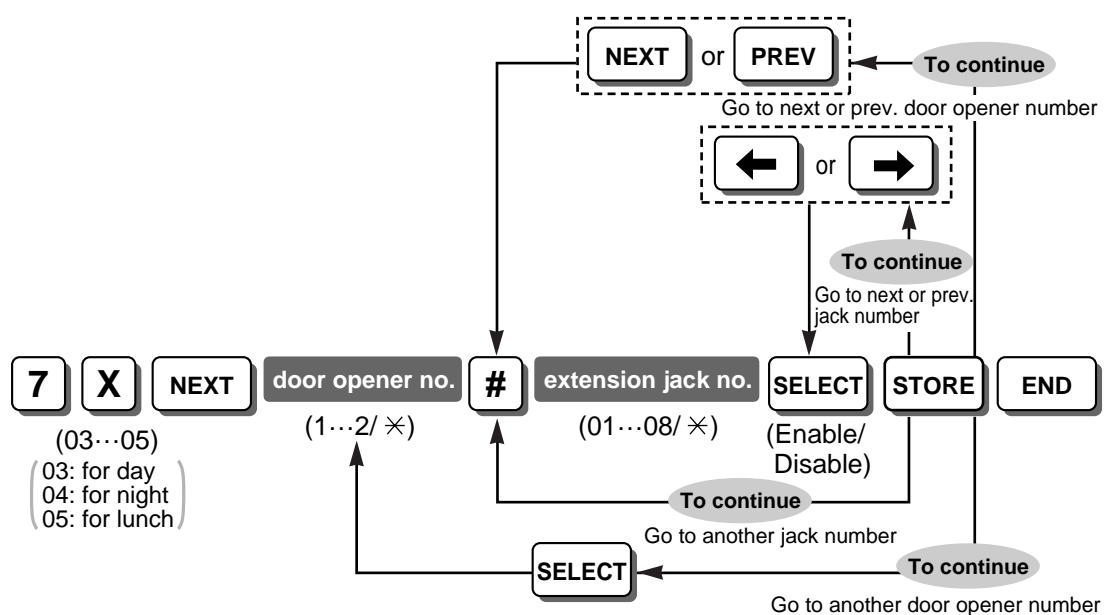 NEXT or PREV To continue
Go to next or prev. door opener number
← or →
To continue
Go to next or prev.
jack number
7 X NEXT door opener no. # extension jack no. SELECT STORE END
(03···05) (1···2/ ✳) (01···08/ ✳) (Enable/
Disable)
03: for day
04: for night
05: for lunch
To continue
Go to another jack number
SELECT To continue
Go to another door opener number